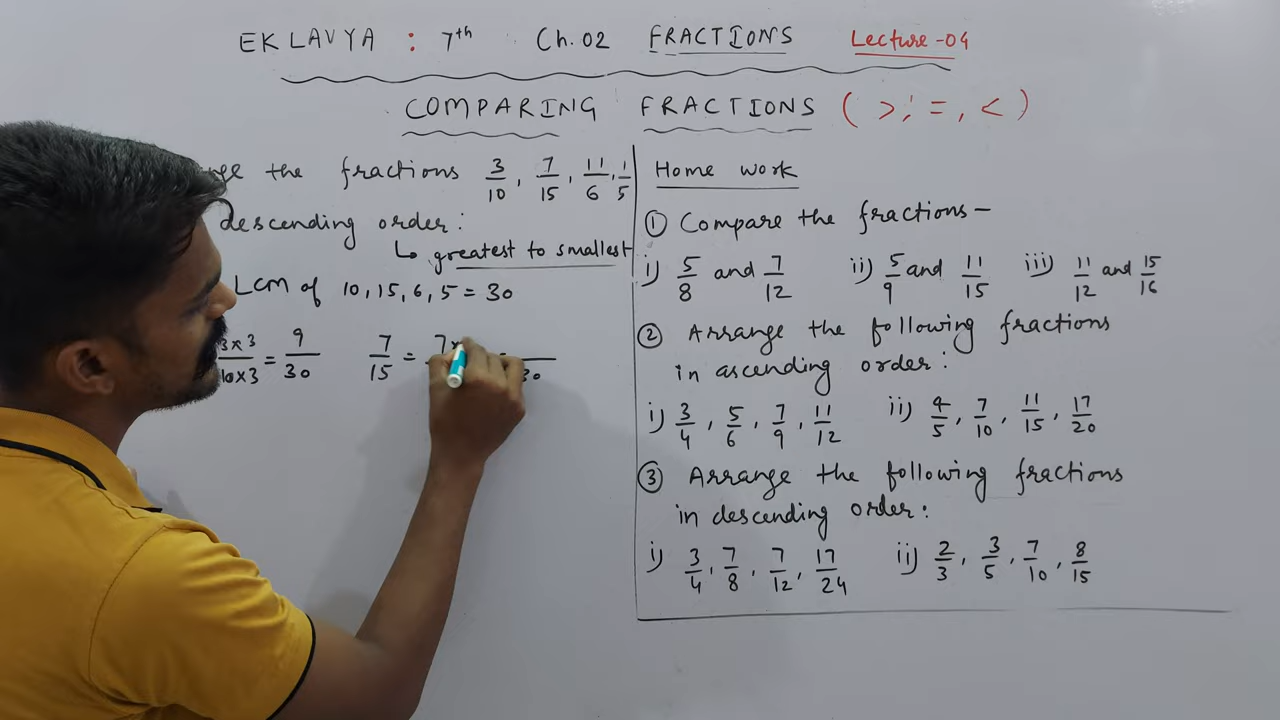 EKLAVYA : 7th Ch. 02 FRACTIONS Lecture-04
COMPARING FRACTIONS ( >, =, < )
the fractions 3/10, 7/15, 11/6, 1/5
descending order :
↳ greatest to smallest
LCM of 10, 15, 6, 5 = 30
3×3/10×3 = 9/30 7/15 = 7× = /30
Home work
① Compare the fractions –
i) 5/8 and 7/12 ii) 5/9 and 11/15 iii) 11/12 and 15/16
② Arrange the following fractions
in ascending order :
i) 3/4, 5/6, 7/9, 11/12 ii) 4/5, 7/10, 11/15, 17/20
③ Arrange the following fractions
in descending order :
i) 3/4, 7/8, 7/12, 17/24 ii) 2/3, 3/5, 7/10, 8/15